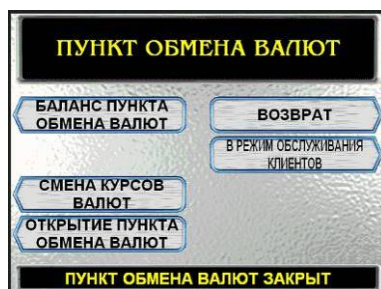 ПУНКТ ОБМЕНА ВАЛЮТ
БАЛАНС ПУНКТА
ОБМЕНА ВАЛЮТ
ВОЗВРАТ
В РЕЖИМ ОБСЛУЖИВАНИЯ
КЛИЕНТОВ
СМЕНА КУРСОВ
ВАЛЮТ
ОТКРЫТИЕ ПУНКТА
ОБМЕНА ВАЛЮТ
ПУНКТ ОБМЕНА ВАЛЮТ ЗАКРЫТ